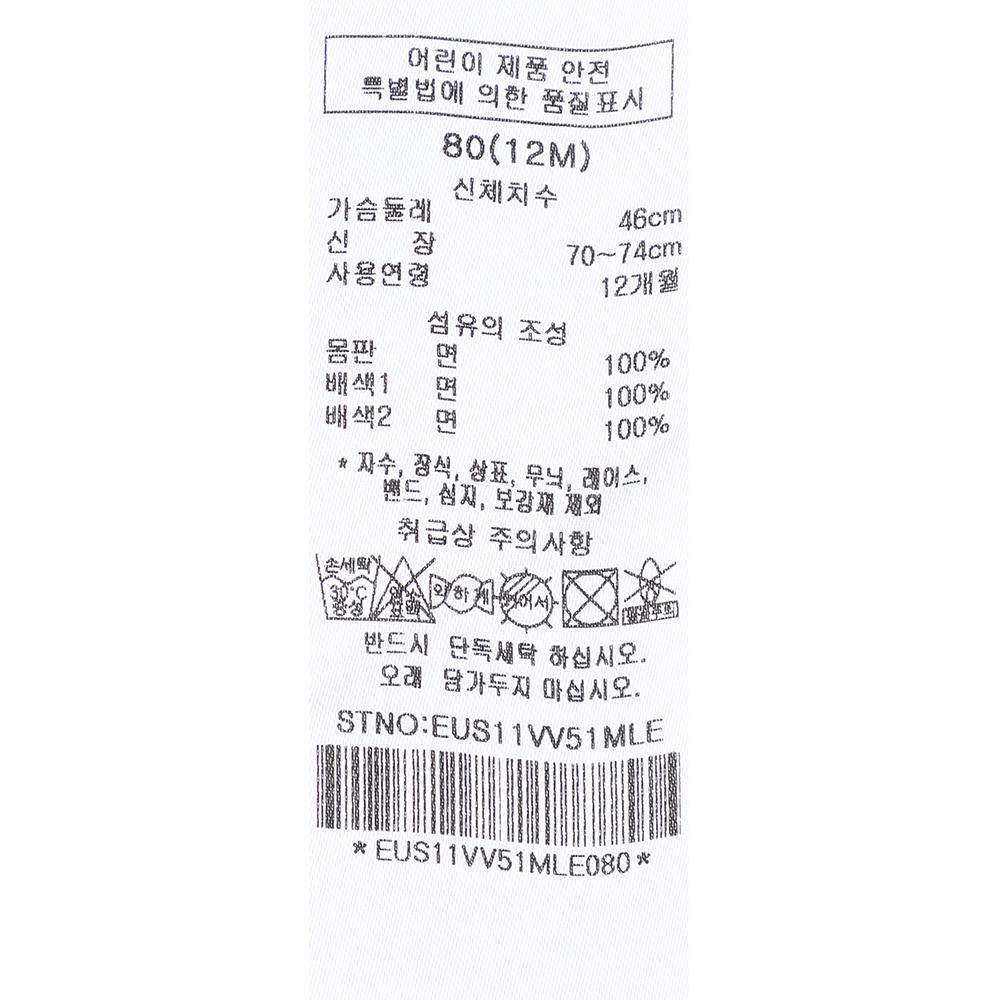 어린이 제품 안전
특별법에 의한 품질표시
80(12M)
신체치수
가슴둘레 46cm
신 장 70~74cm
사용연령 12개월
섬유의 조성
몸판 면 100%
배색1 면 100%
배색2 면 100%
* 자수, 장식, 상표, 무늬, 레이스,
밴드, 심지, 보강재 제외
취급상 주의사항
손세탁
30℃
중성
반드시 단독세탁 하십시오.
오래 담가두지 마십시오.
STNO:EUS11VV51MLE
*EUS11VV51MLE080*